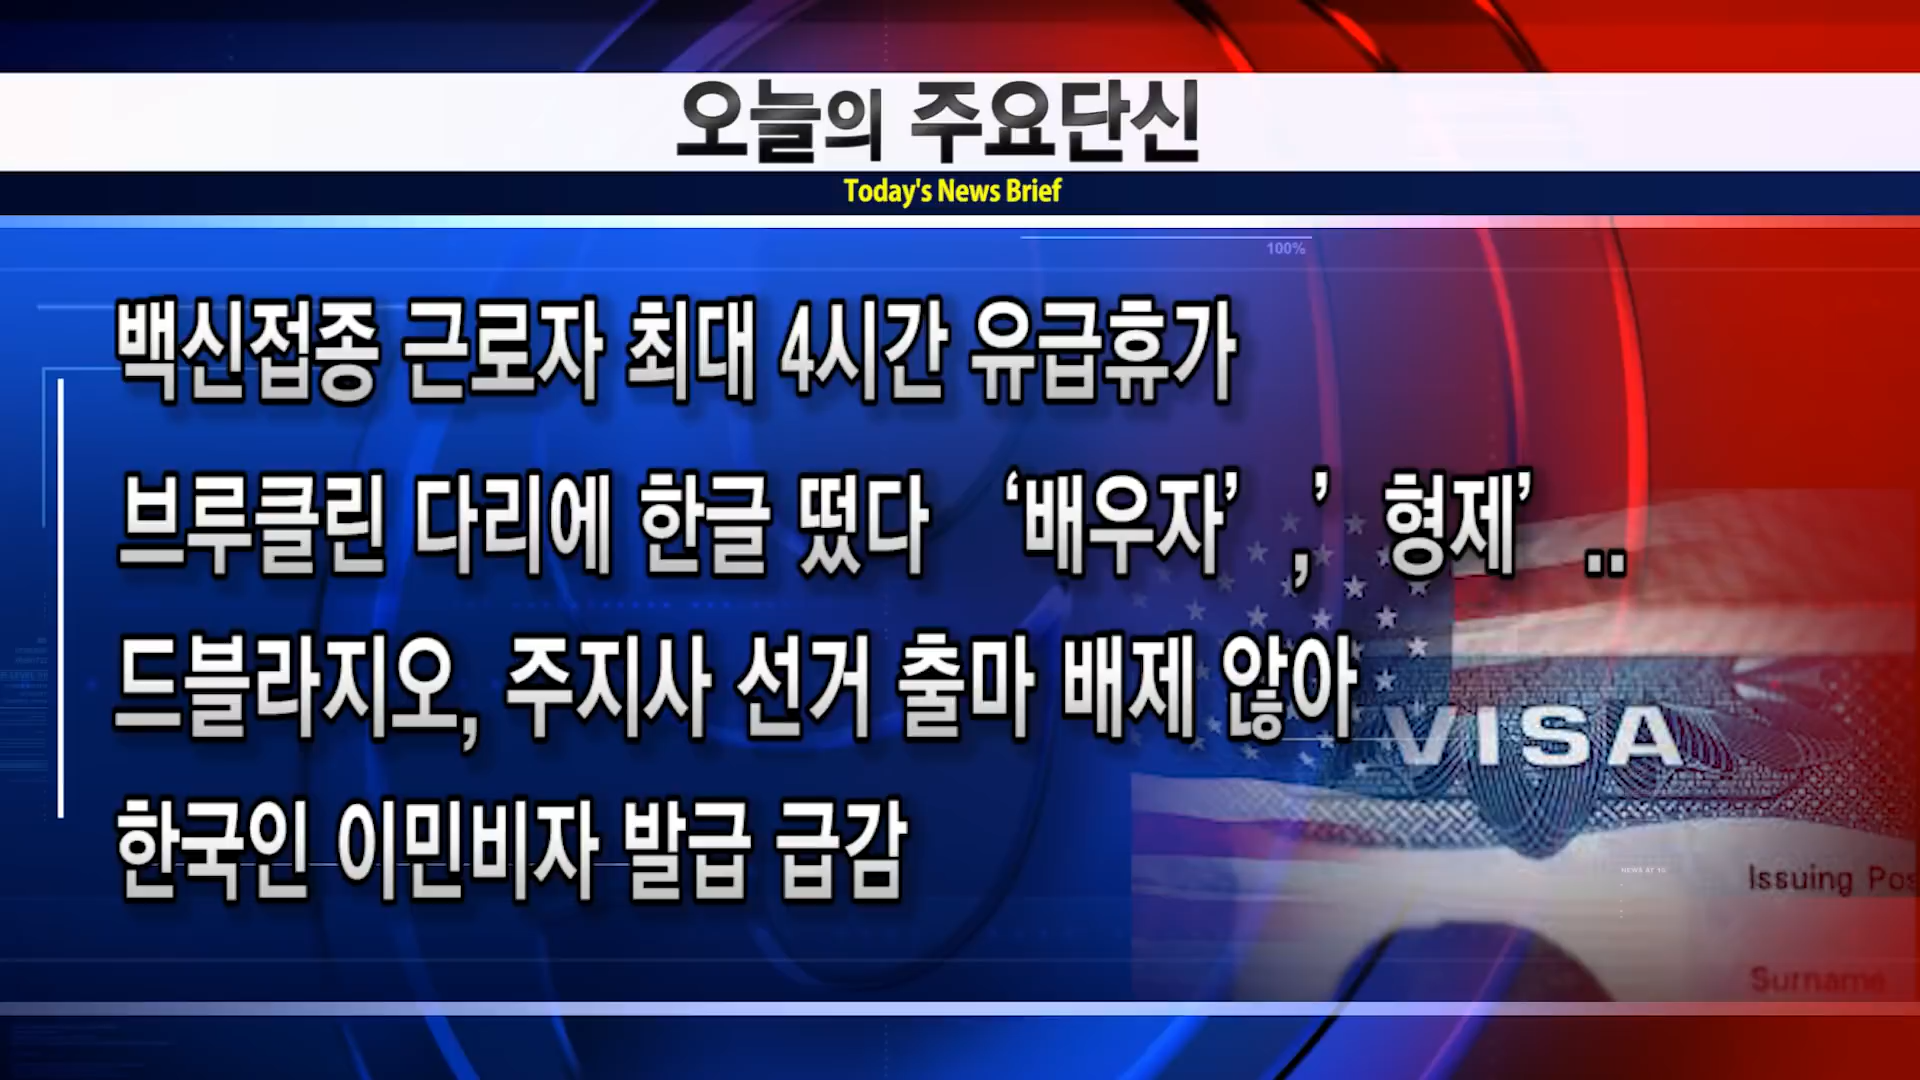 오늘의 주요단신
Today's News Brief
100%
백신접종 근로자 최대 4시간 유급휴가
브루클린 다리에 한글 떴다 ‘배우자’ ,’ 형제’ ..
드블라지오, 주지사 선거 출마 배제 않아
VISA
한국인 이민비자 발급 급감
NEWS AT 10
Issuing Pos
Surname